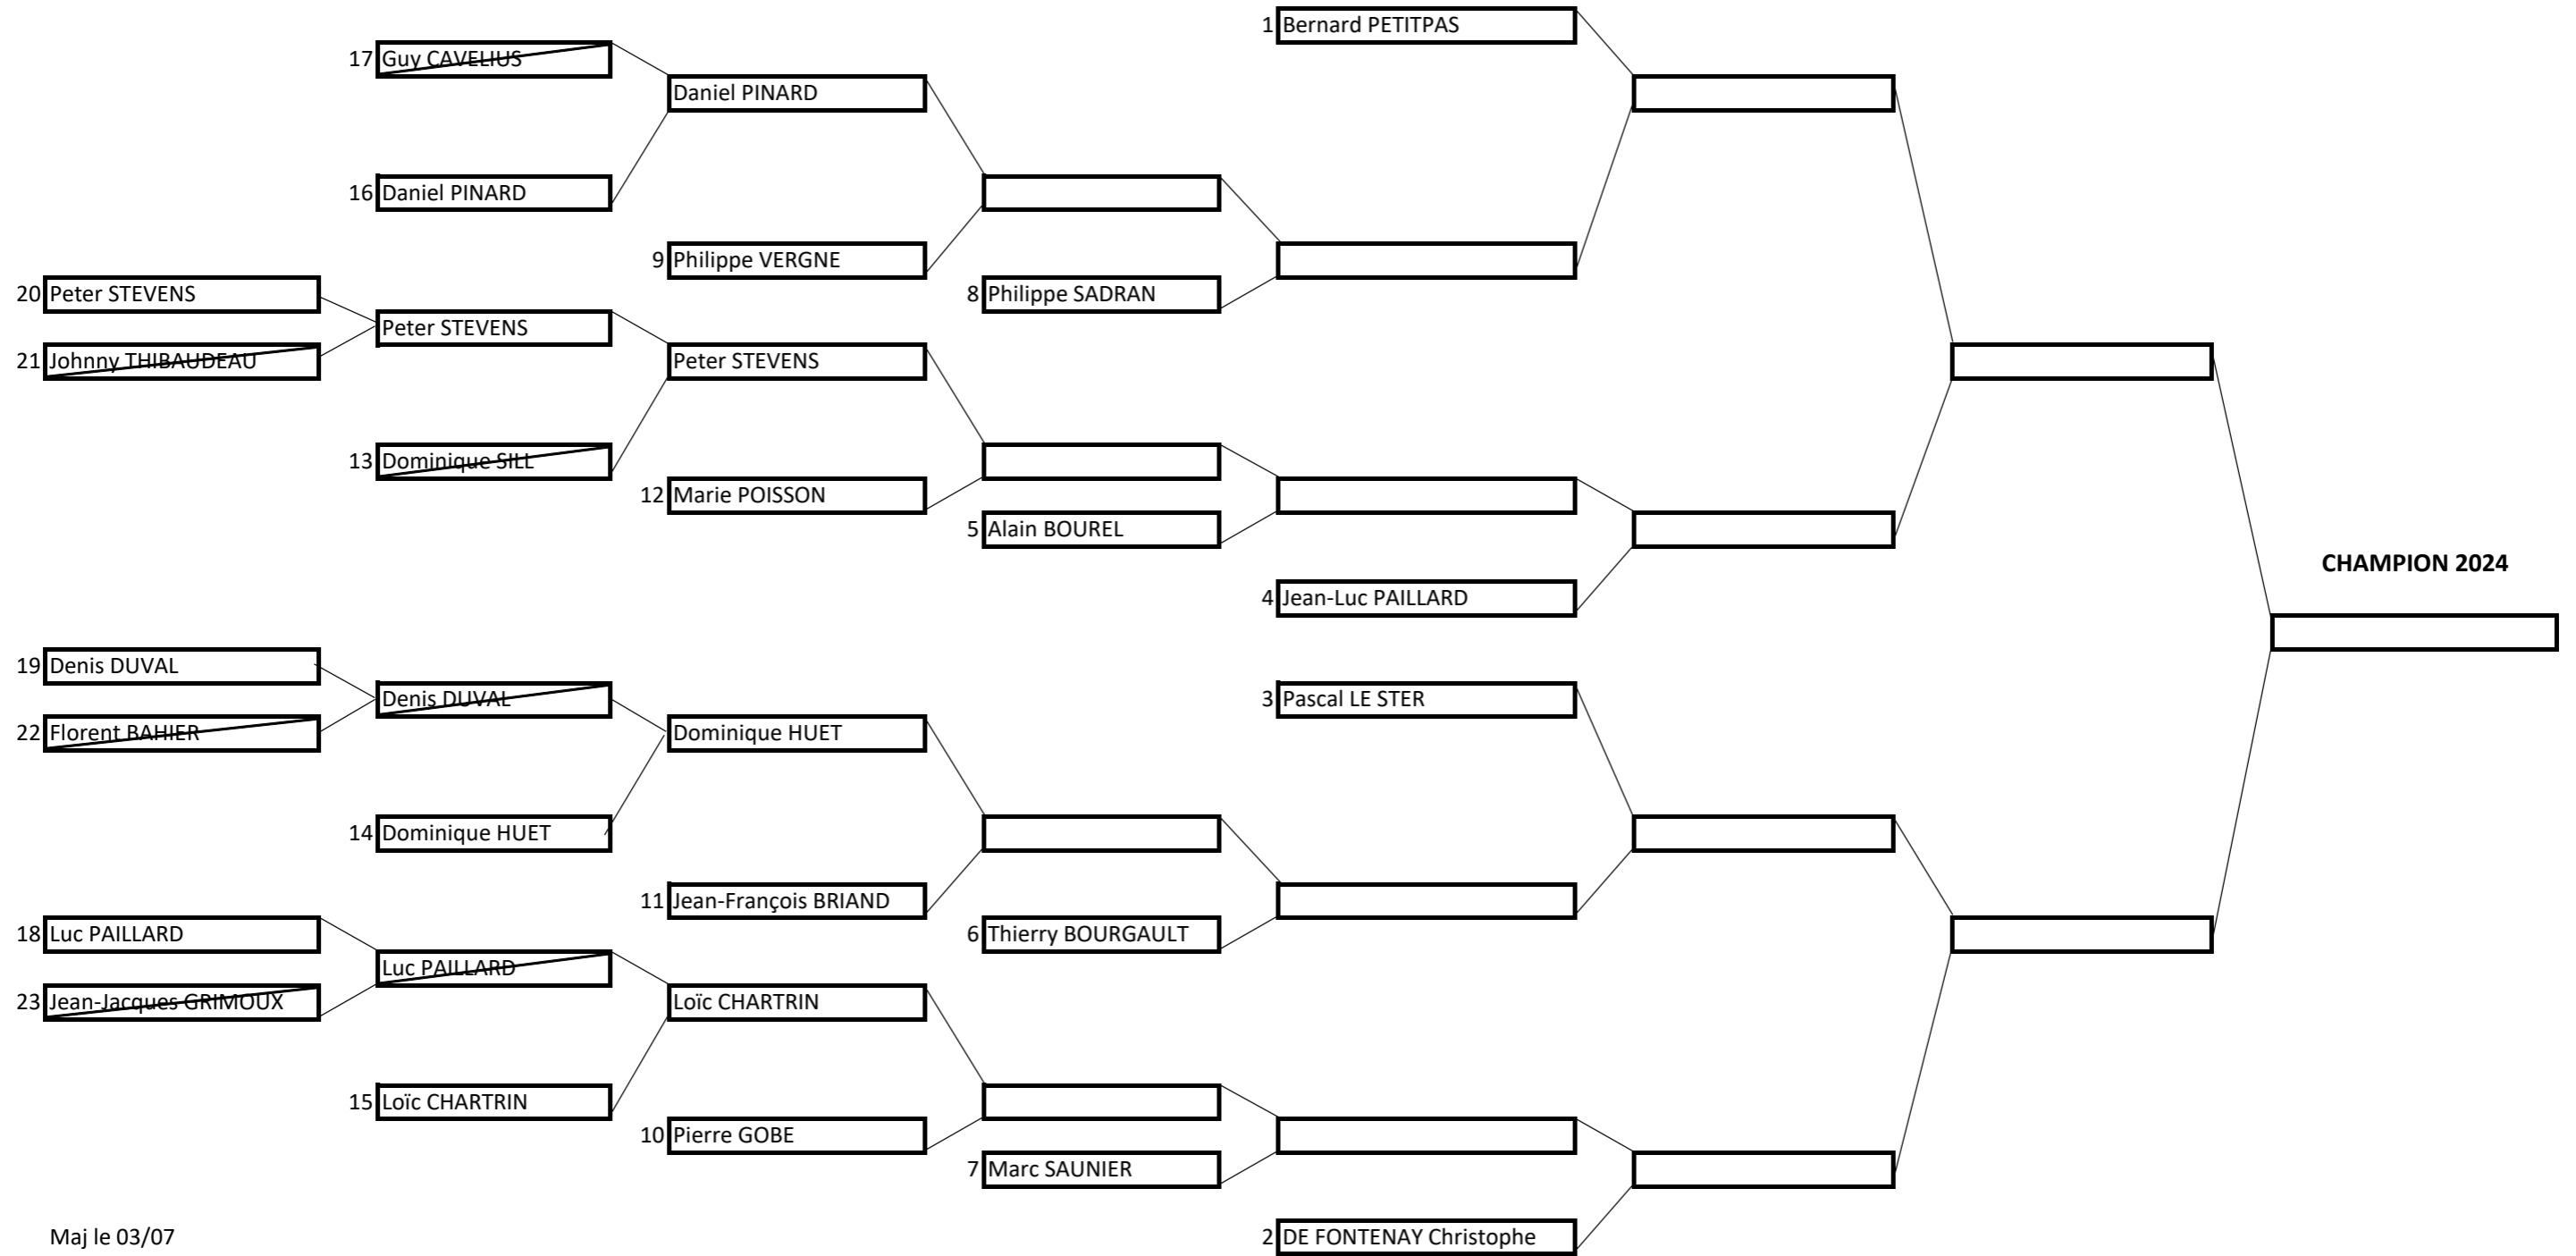 1 Bernard PETITPAS
17 Guy CAVELIUS
Daniel PINARD
16 Daniel PINARD
9 Philippe VERGNE
20 Peter STEVENS
8 Philippe SADRAN
Peter STEVENS
21 Johnny THIBAUDEAU
Peter STEVENS
13 Dominique SILL
12 Marie POISSON
5 Alain BOUREL
CHAMPION 2024
4 Jean-Luc PAILLARD
19 Denis DUVAL
Denis DUVAL
3 Pascal LE STER
22 Florent BAHIER
Dominique HUET
14 Dominique HUET
11 Jean-François BRIAND
18 Luc PAILLARD
6 Thierry BOURGAULT
Luc PAILLARD
23 Jean-Jacques GRIMOUX
Loïc CHARTRIN
15 Loïc CHARTRIN
10 Pierre GOBE
7 Marc SAUNIER
Maj le 03/07
2 DE FONTENAY Christophe